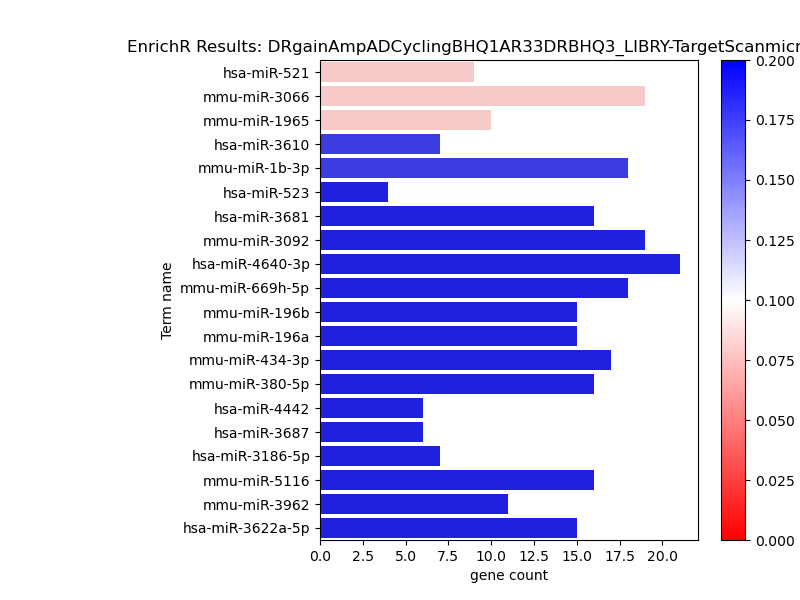 EnrichR Results: DRgainAmpADCyclingBHQ1AR33DRBHQ3_LIBRY-TargetScanmicr
hsa-miR-521
mmu-miR-3066
mmu-miR-1965
hsa-miR-3610
mmu-miR-1b-3p
hsa-miR-523
hsa-miR-3681
mmu-miR-3092
hsa-miR-4640-3p
mmu-miR-669h-5p
mmu-miR-196b
mmu-miR-196a
mmu-miR-434-3p
mmu-miR-380-5p
hsa-miR-4442
hsa-miR-3687
hsa-miR-3186-5p
mmu-miR-5116
mmu-miR-3962
hsa-miR-3622a-5p
Term name
0.0 2.5 5.0 7.5 10.0 12.5 15.0 17.5 20.0
gene count
0.200
0.175
0.150
0.125
0.100
0.075
0.050
0.025
0.000